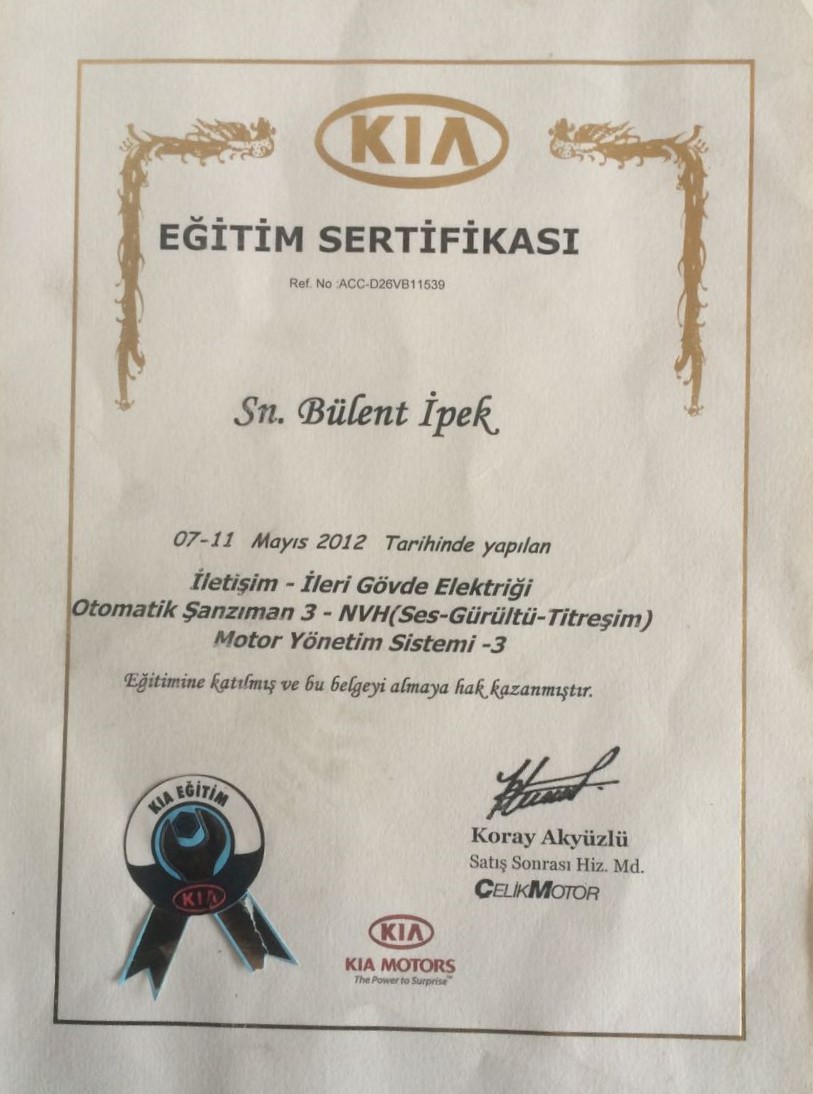 KIA
EĞİTİM SERTİFİKASI
Ref. No :ACC-D26VB11539
Sn. Bülent İpek
07-11 Mayıs 2012 Tarihinde yapılan
İletişim - İleri Gövde Elektriği
Otomatik Şanzıman 3 - NVH(Ses-Gürültü-Titreşim)
Motor Yönetim Sistemi -3
Eğitimine katılmış ve bu belgeyi almaya hak kazanmıştır.
KIA EĞİTİM
KIA
Koray Akyüzlü
Satış Sonrası Hiz. Md.
CELİKMOTOR
KIA
KIA MOTORS
The Power to Surprise™